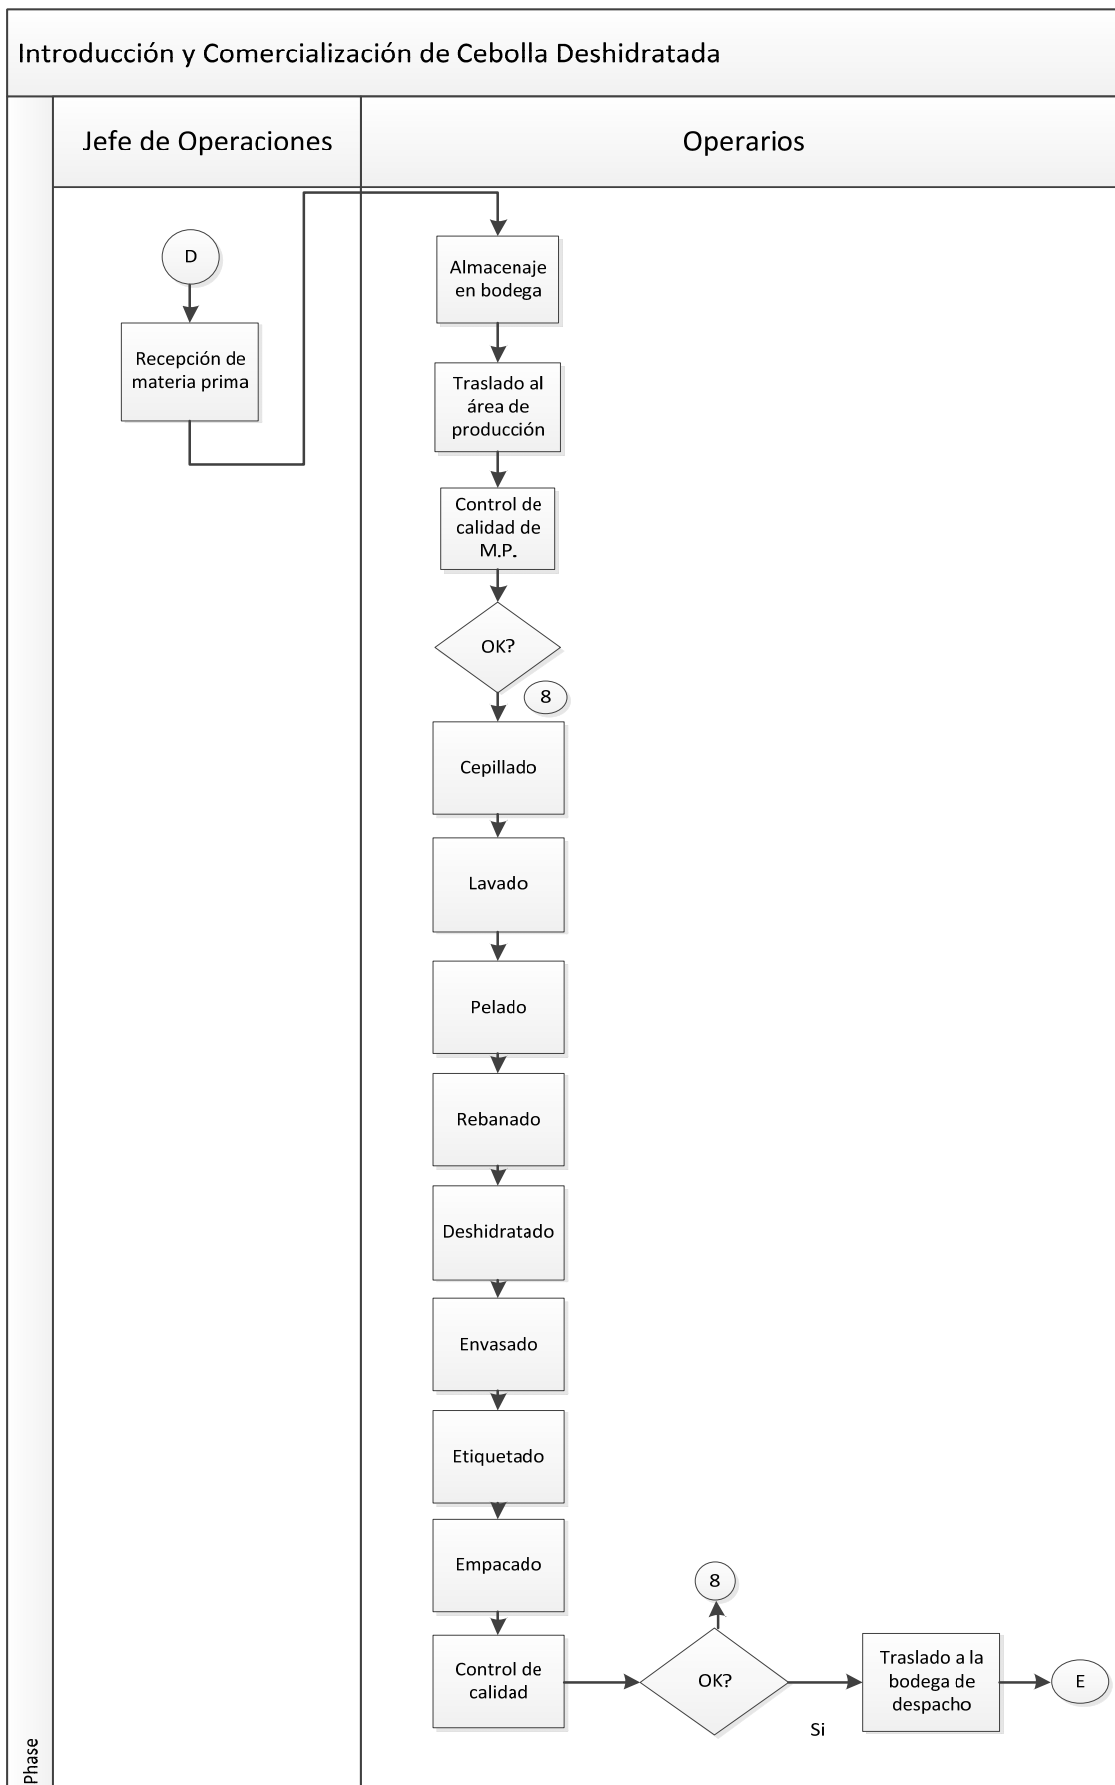 Introducción y Comercialización de Cebolla Deshidratada
Phase
Jefe de Operaciones
Operarios
D
Recepción de
materia prima
Almacenaje
en bodega
Traslado al
área de
producción
Control de
calidad de
M.P.
OK?
8
Cepillado
Lavado
Pelado
Rebanado
Deshidratado
Envasado
Etiquetado
Empacado
Control de
calidad
OK?
8
Si
Traslado a la
bodega de
despacho
E